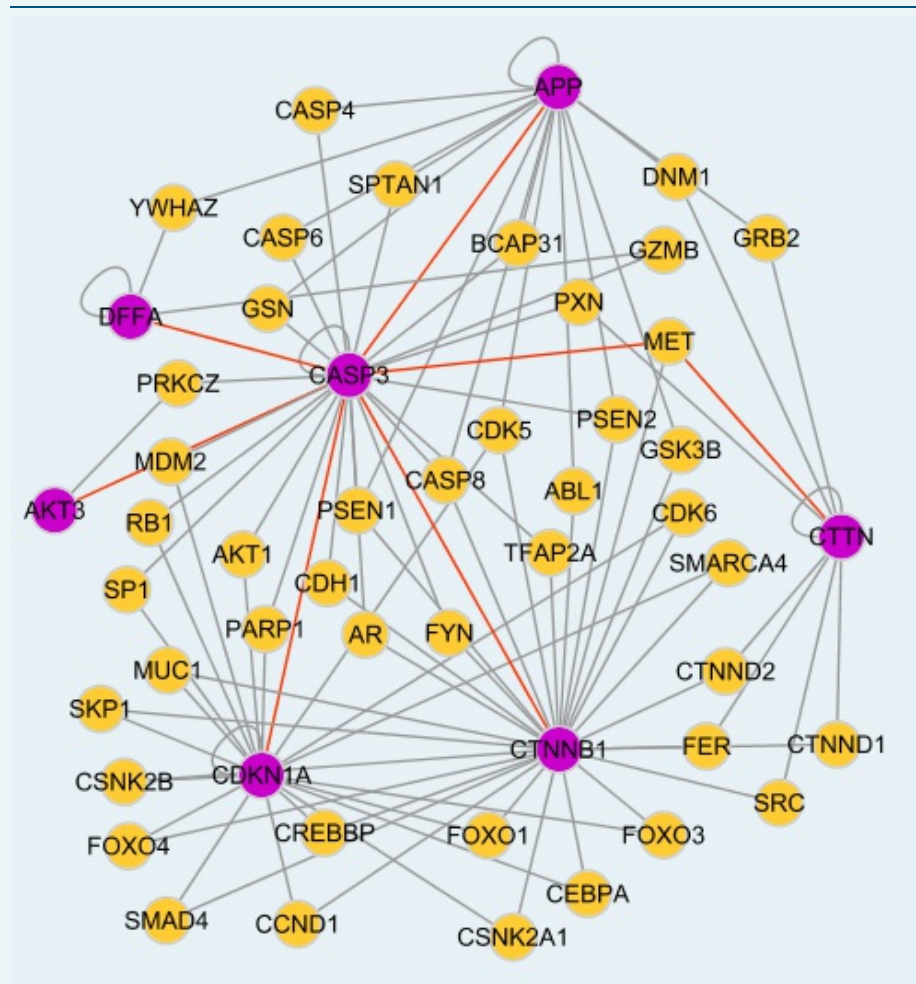 APP
CASP4
SPTAN1
DNM1
YWHAZ
CASP6
BCAP31
GZMB
GRB2
GSN
PXN
DFFA
MET
CASP3
PRKCZ
CDK5
PSEN2
GSK3B
MDM2
CASP8
ABL1
AKT3
RB1
PSEN1
CDK6
CTTN
AKT1
TFAP2A
SMARCA4
SP1
CDH1
PARP1
AR
FYN
MUC1
CTNND2
SKP1
CTNNB1
FER
CTNND1
CSNK2B
CDKN1A
SRC
FOXO4
CREBBP
FOXO1
FOXO3
CEBPA
SMAD4
CCND1
CSNK2A1